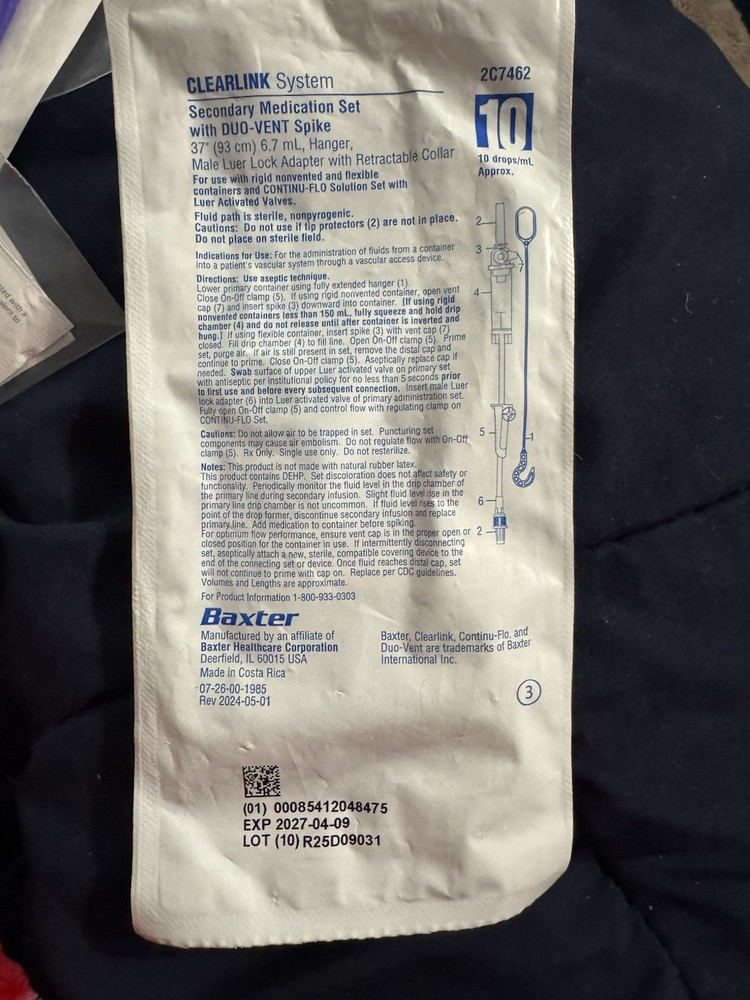 CLEARLINK System
2C7462
Secondary Medication Set
with DUO-VENT Spike
37" (93 cm) 6.7 mL, Hanger,
Male Luer Lock Adapter with Retractable Collar
10
10 drops/mL
Approx.
For use with rigid nonvented and flexible
containers and CONTINU-FLO Solution Set with
Luer Activated Valves.
Fluid path is sterile, nonpyrogenic.
Cautions: Do not use if tip protectors (2) are not in place.
Do not place on sterile field.
Indications for Use: For the administration of fluids from a container
into a patient's vascular system through a vascular access device.
Directions: Use aseptic technique.
Lower primary container using fully extended hanger (1).
Close On-Off clamp (5). If using rigid nonvented container, open vent
cap (7) and insert spike (3) downward into container. [If using rigid
nonvented containers less than 150 mL, fully squeeze and hold drip
chamber (4) and do not release until after container is inverted and
hung.] If using flexible container, insert spike (3) with vent cap (7)
closed. Fill drip chamber (4) to fill line. Open On-Off clamp (5). Prime
set, purge air. If air is still present in set, remove the distal cap and
continue to prime. Close On-Off clamp (5). Aseptically replace cap if
needed. Swab surface of upper Luer activated valve on primary set
with antiseptic per institutional policy for no less than 5 seconds prior
to first use and before every subsequent connection. Insert male Luer
lock adapter (6) into Luer activated valve of primary administration set.
Fully open On-Off clamp (5) and control flow with regulating clamp on
CONTINU-FLO Set.
Cautions: Do not allow air to be trapped in set. Puncturing set
components may cause air embolism. Do not regulate flow with On-Off
clamp (5). Rx Only. Single use only. Do not resterilize.
Notes: This product is not made with natural rubber latex.
This product contains DEHP. Set discoloration does not affect safety or
functionality. Periodically monitor the fluid level in the drip chamber of
the primary line during secondary infusion. Slight fluid level rise in the
primary line drip chamber is not uncommon. If fluid level rises to the
point of the drop former, discontinue secondary infusion and replace
primary line. Add medication to container before spiking.
For optimum flow performance, ensure vent cap is in the proper open or
closed position for the container in use. If intermittently disconnecting
set, aseptically attach a new, sterile, compatible covering device to the
end of the connecting set or device. Once fluid reaches distal cap, set
will not continue to prime with cap on. Replace per CDC guidelines.
Volumes and Lengths are approximate.
For Product Information 1-800-933-0303
2
3
7
4
5
1
6
2
Baxter
Manufactured by an affiliate of
Baxter Healthcare Corporation
Deerfield, IL 60015 USA
Made in Costa Rica
07-26-00-1985
Rev 2024-05-01
Baxter, Clearlink, Continu-Flo, and
Duo-Vent are trademarks of Baxter
International Inc.
3
(01) 00085412048475
EXP 2027-04-09
LOT (10) R25D09031